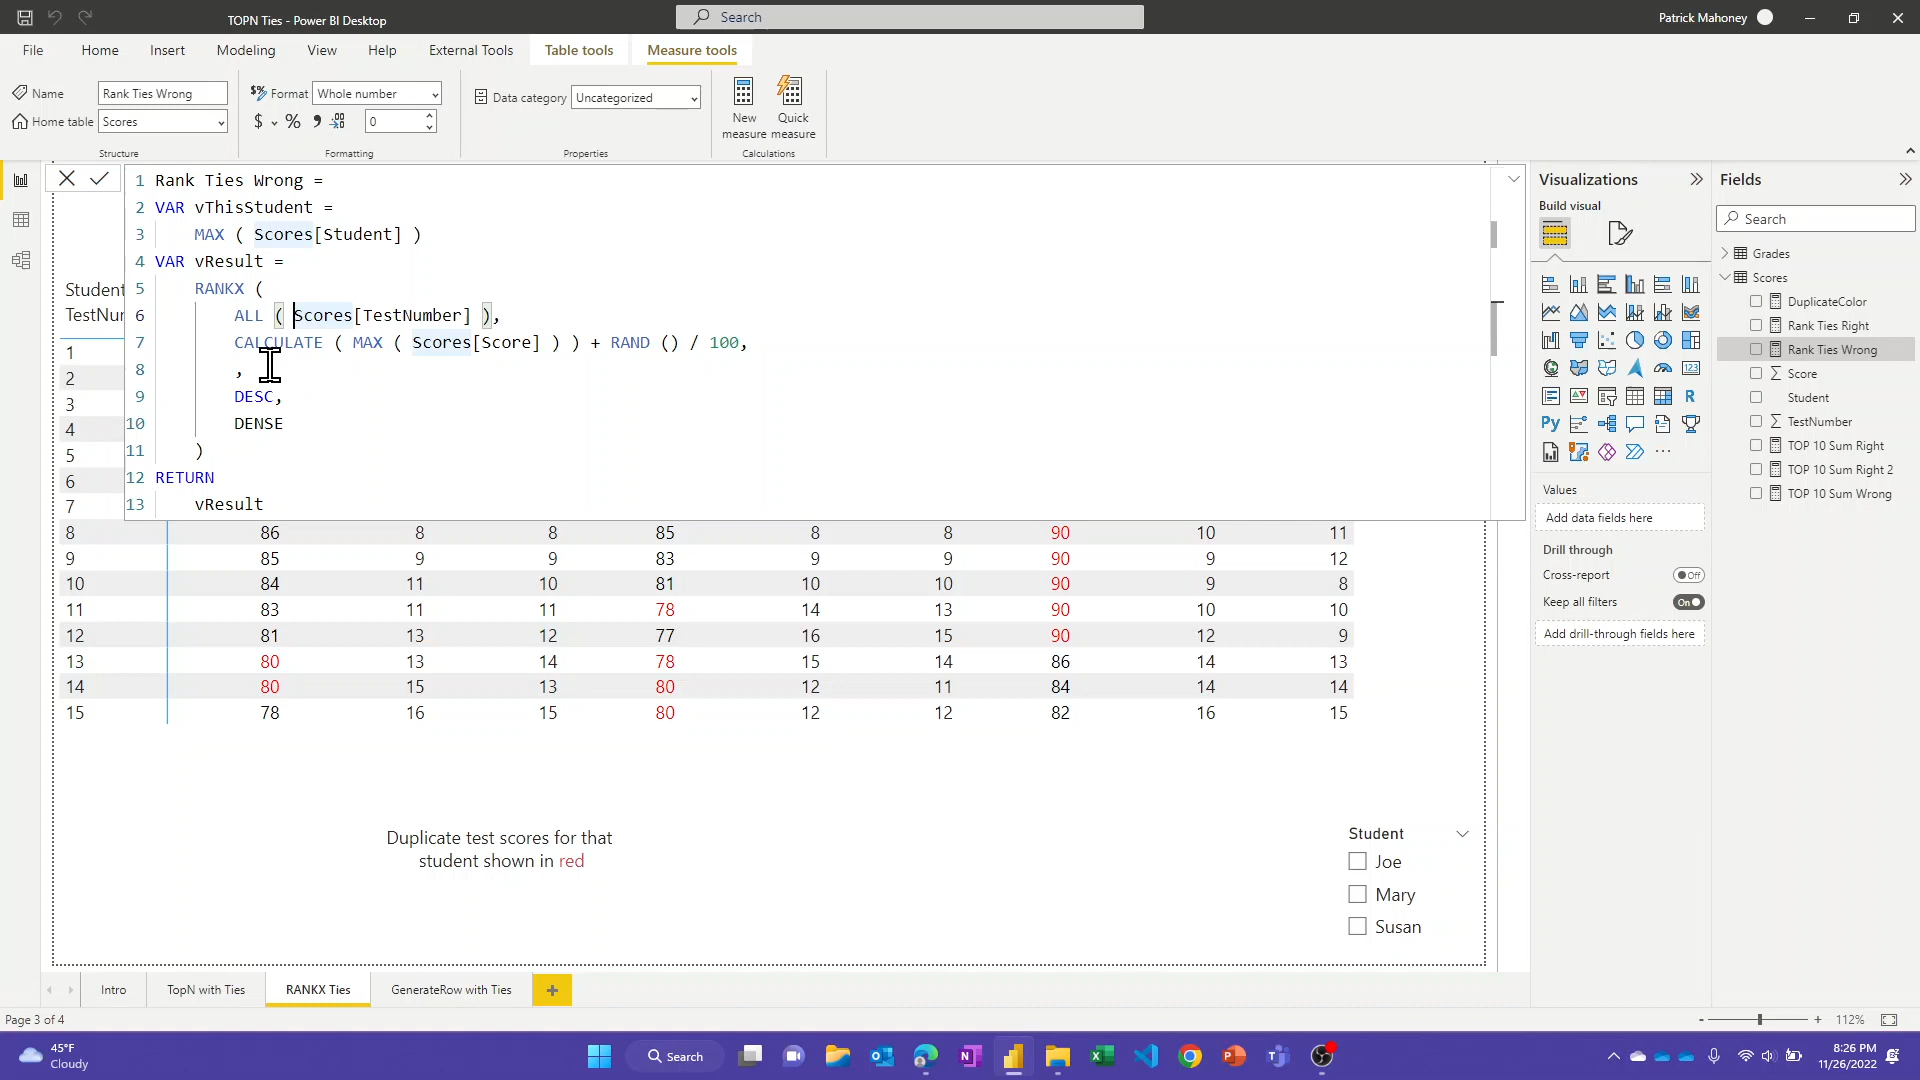 TOPN Ties - Power BI Desktop
Search
Patrick Mahoney
File Home Insert Modeling View Help External Tools Table tools Measure tools
Name Rank Ties Wrong
Home table Scores
Structure
$% Format Whole number
$ % 0
Formatting
Data category Uncategorized
Properties
New measure
Quick measure
Calculations
1 Rank Ties Wrong =
2 VAR vThisStudent =
3 MAX ( Scores[Student] )
4 VAR vResult =
5 RANKX (
6 ALL ( Scores[TestNumber] ),
7 CALCULATE ( MAX ( Scores[Score] ) ) + RAND () / 100,
8 ,
9 DESC,
10 DENSE
11 )
12 RETURN
13 vResult
Student
TestNur
1
2
3
4
5
6
7
8 86 8 8 85 8 8 90 10 11
9 85 9 9 83 9 9 90 9 12
10 84 11 10 81 10 10 90 9 8
11 83 11 11 78 14 13 90 10 10
12 81 13 12 77 16 15 90 12 9
13 80 13 14 78 15 14 86 14 13
14 80 15 13 80 12 11 84 14 14
15 78 16 15 80 12 12 82 16 15
Duplicate test scores for that
student shown in red
Student
Joe
Mary
Susan
Visualizations
Build visual
123
R
Py
Values
Add data fields here
Drill through
Cross-report Off
Keep all filters On
Add drill-through fields here
Fields
Search
Grades
Scores
DuplicateColor
Rank Ties Right
Rank Ties Wrong
Score
Student
TestNumber
TOP 10 Sum Right
TOP 10 Sum Right 2
TOP 10 Sum Wrong
Intro TopN with Ties RANKX Ties GenerateRow with Ties +
Page 3 of 4
- + 112%
45°F
Cloudy
Search
8:26 PM
11/26/2022